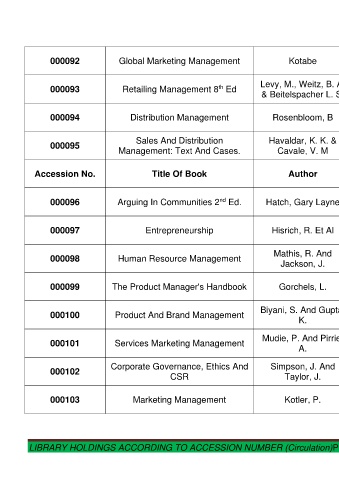 000092 Global Marketing Management Kotabe
000093 Retailing Management 8th Ed Levy, M., Weitz, B. A
& Beitelspacher L. S
000094 Distribution Management Rosenbloom, B
000095 Sales And Distribution Management: Text And Cases. Havaldar, K. K. &
Cavale, V. M
Accession No. Title Of Book Author
000096 Arguing In Communities 2nd Ed. Hatch, Gary Layne
000097 Entrepreneurship Hisrich, R. Et Al
000098 Human Resource Management Mathis, R. And
Jackson, J.
000099 The Product Manager's Handbook Gorchels, L.
000100 Product And Brand Management Biyani, S. And Gupta
K.
000101 Services Marketing Management Mudie, P. And Pirrie
A.
000102 Corporate Governance, Ethics And CSR Simpson, J. And
Taylor, J.
000103 Marketing Management Kotler, P.
LIBRARY HOLDINGS ACCORDING TO ACCESSION NUMBER (Circulation)P